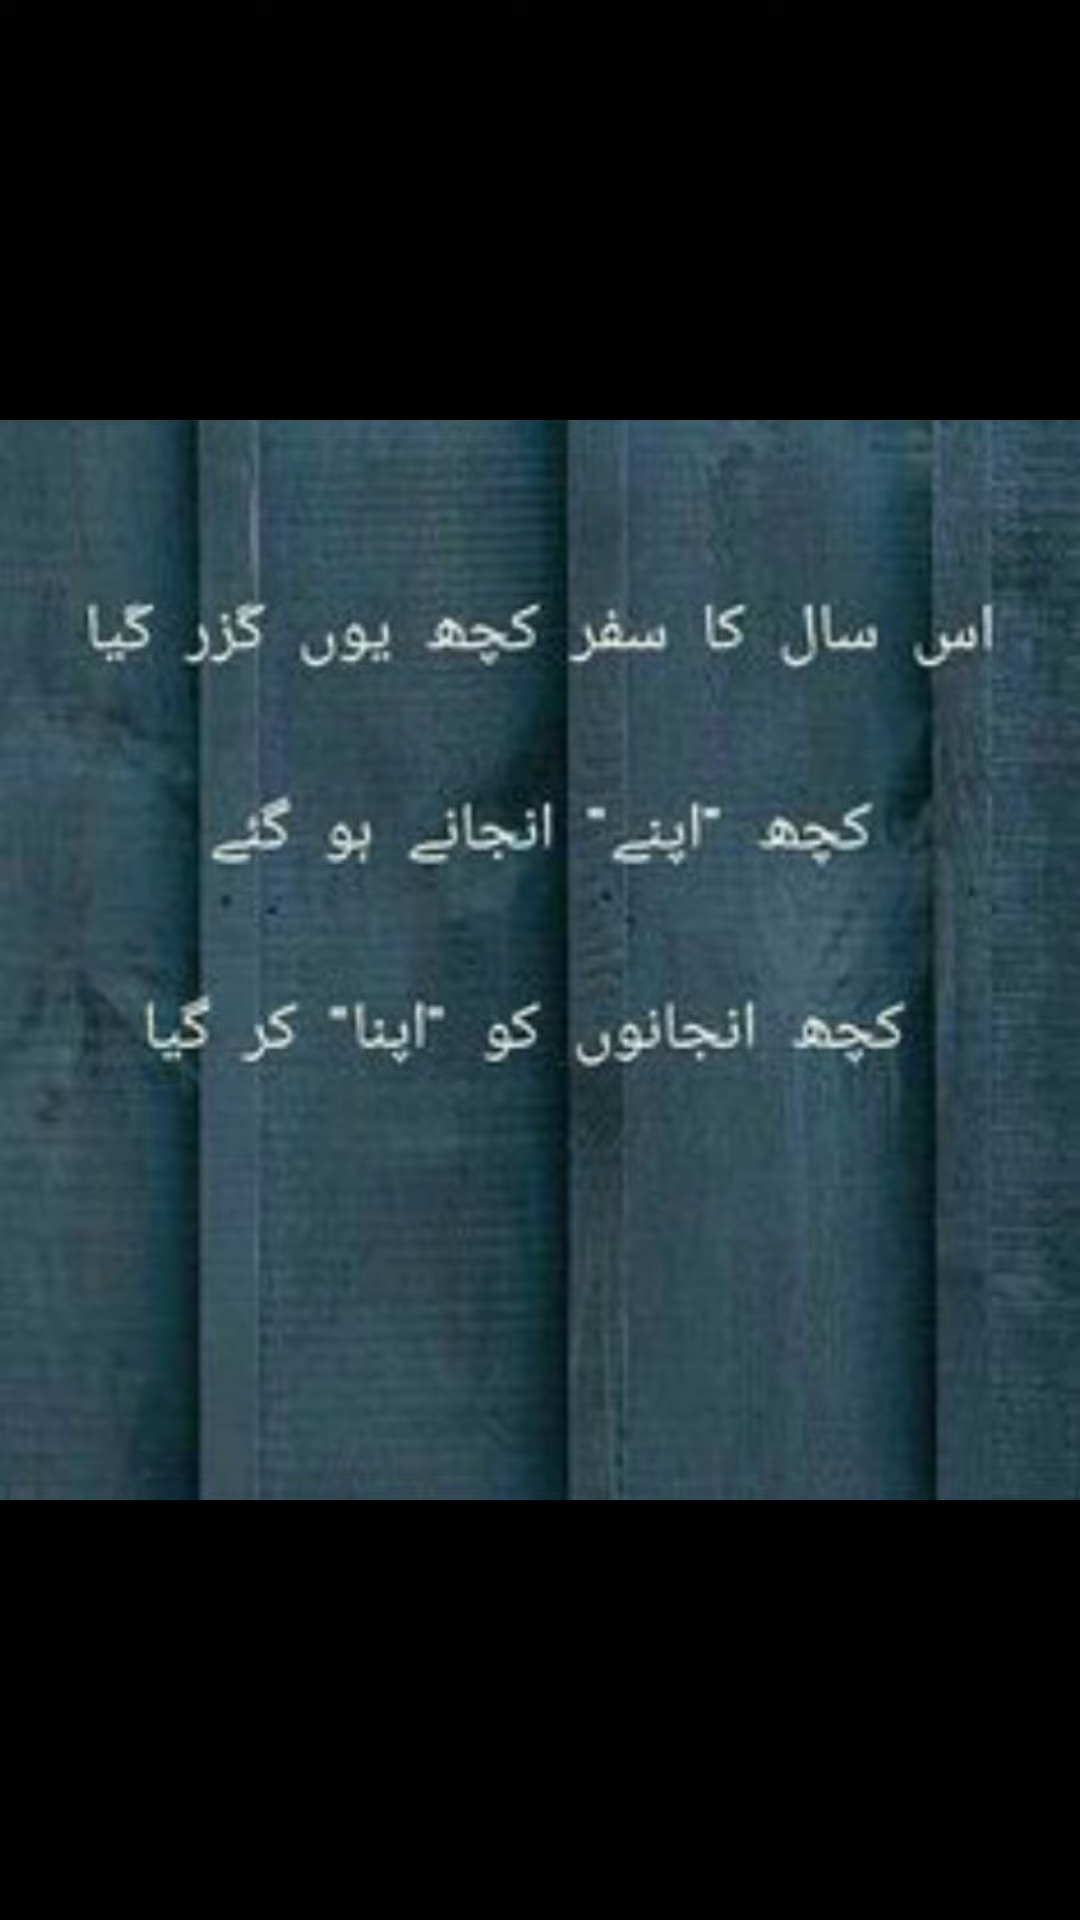 اس سال کا سفر کچھ یوں گزر گیا
کچھ "اپنے" انجانے ہو گئے
کچھ انجانوں کو "اپنا" کر گیا